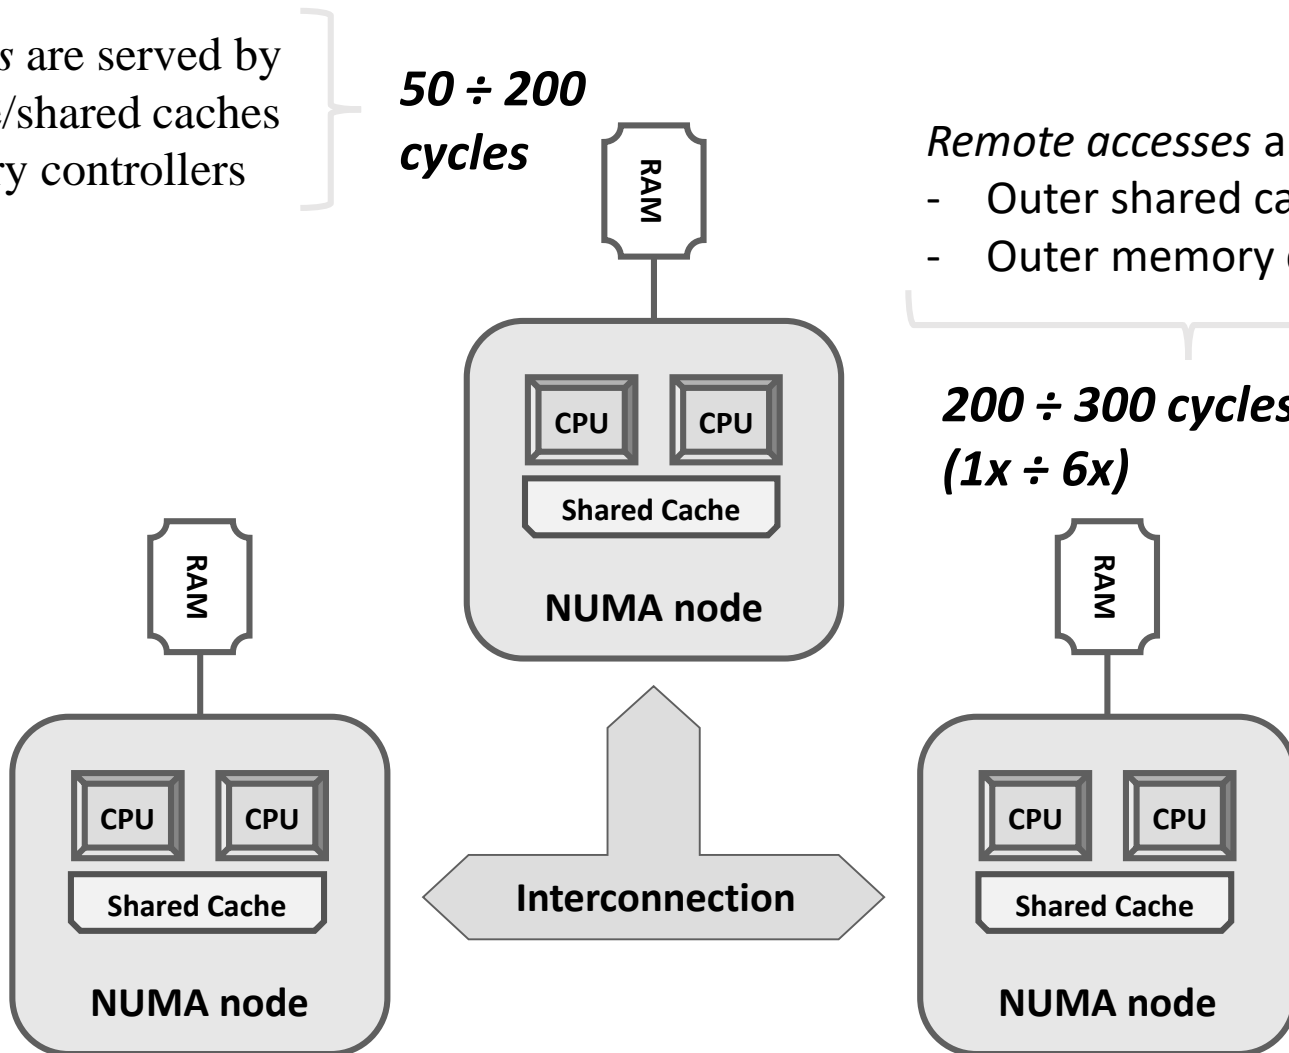 s are served by
/shared caches
ry controllers
50 ÷ 200
cycles
Remote accesses a
- Outer shared ca
- Outer memory
200 ÷ 300 cycles
(1x ÷ 6x)
RAM
CPU CPU
Shared Cache
NUMA node
RAM
CPU CPU
Shared Cache
NUMA node
Interconnection
RAM
CPU CPU
Shared Cache
NUMA node